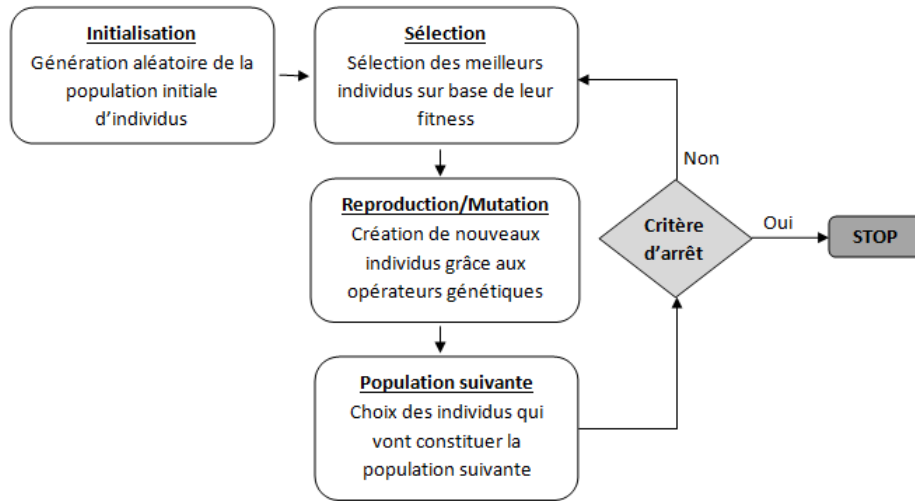 Initialisation
Génération aléatoire de la
population initiale
d'individus
Sélection
Sélection des meilleurs
individus sur base de leur
fitness
Reproduction/Mutation
Création de nouveaux
individus grâce aux
opérateurs génétiques
Population suivante
Choix des individus qui
vont constituer la
population suivante
Non
Critère
d'arrêt
Oui
STOP